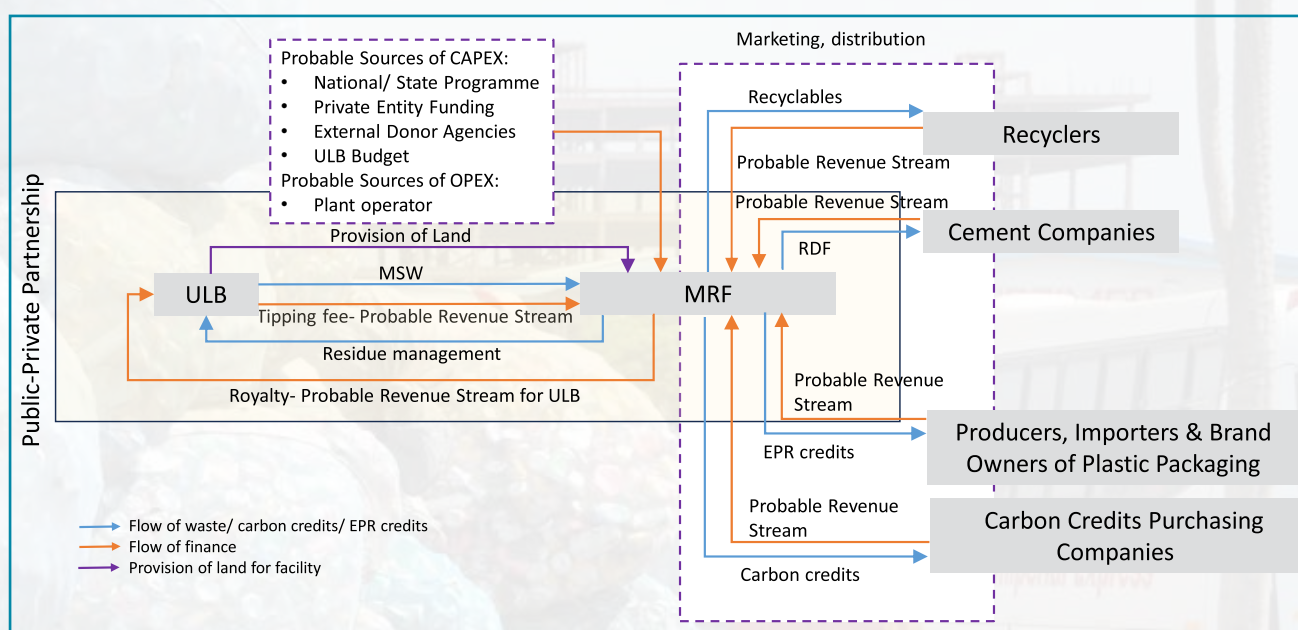 Marketing, distribution
Probable Sources of CAPEX:
• National/ State Programme
• Private Entity Funding
• External Donor Agencies
• ULB Budget
Probable Sources of OPEX:
• Plant operator
Recyclables
Recyclers
Probable Revenue Stream
Probable Revenue Stream
Cement Companies
RDF
Public-Private Partnership
Provision of Land
MSW
ULB
MRF
Tipping fee- Probable Revenue Stream
Residue management
Royalty- Probable Revenue Stream for ULB
Probable Revenue
Stream
Producers, Importers & Brand
Owners of Plastic Packaging
EPR credits
Probable Revenue
Stream
Carbon Credits Purchasing
Companies
Carbon credits
Flow of waste/ carbon credits/ EPR credits
Flow of finance
Provision of land for facility